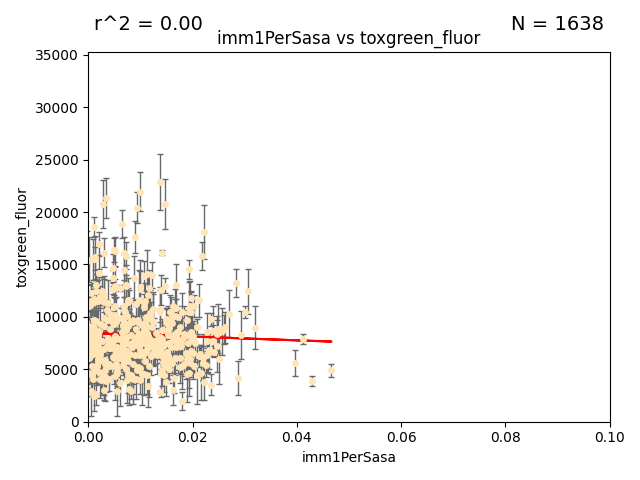 r^2 = 0.00
N = 1638
imm1PerSasa vs toxgreen_fluor
35000
30000
25000
20000
15000
10000
5000
0
toxgreen_fluor
0.00
0.02
0.04
0.06
0.08
0.10
imm1PerSasa